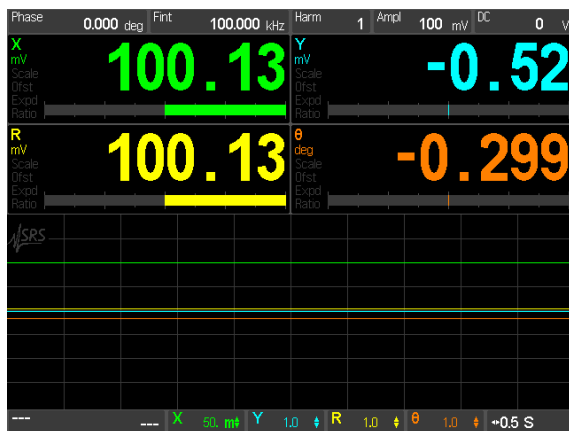 Phase 0.000 deg Fint 100.000 kHz Harm 1 Ampl 100 mV DC 0 V
X
mV
Scale
Ofst
Expd
Ratio
100.13
Y
mV
Scale
Ofst
Expd
Ratio
-0.52
R
mV
Scale
Ofst
Expd
Ratio
100.13
θ
deg
Scale
Ofst
Expd
Ratio
-0.299
SRS
--- --- X 50. m Y 1.0 R 1.0 θ 1.0 0.5 S